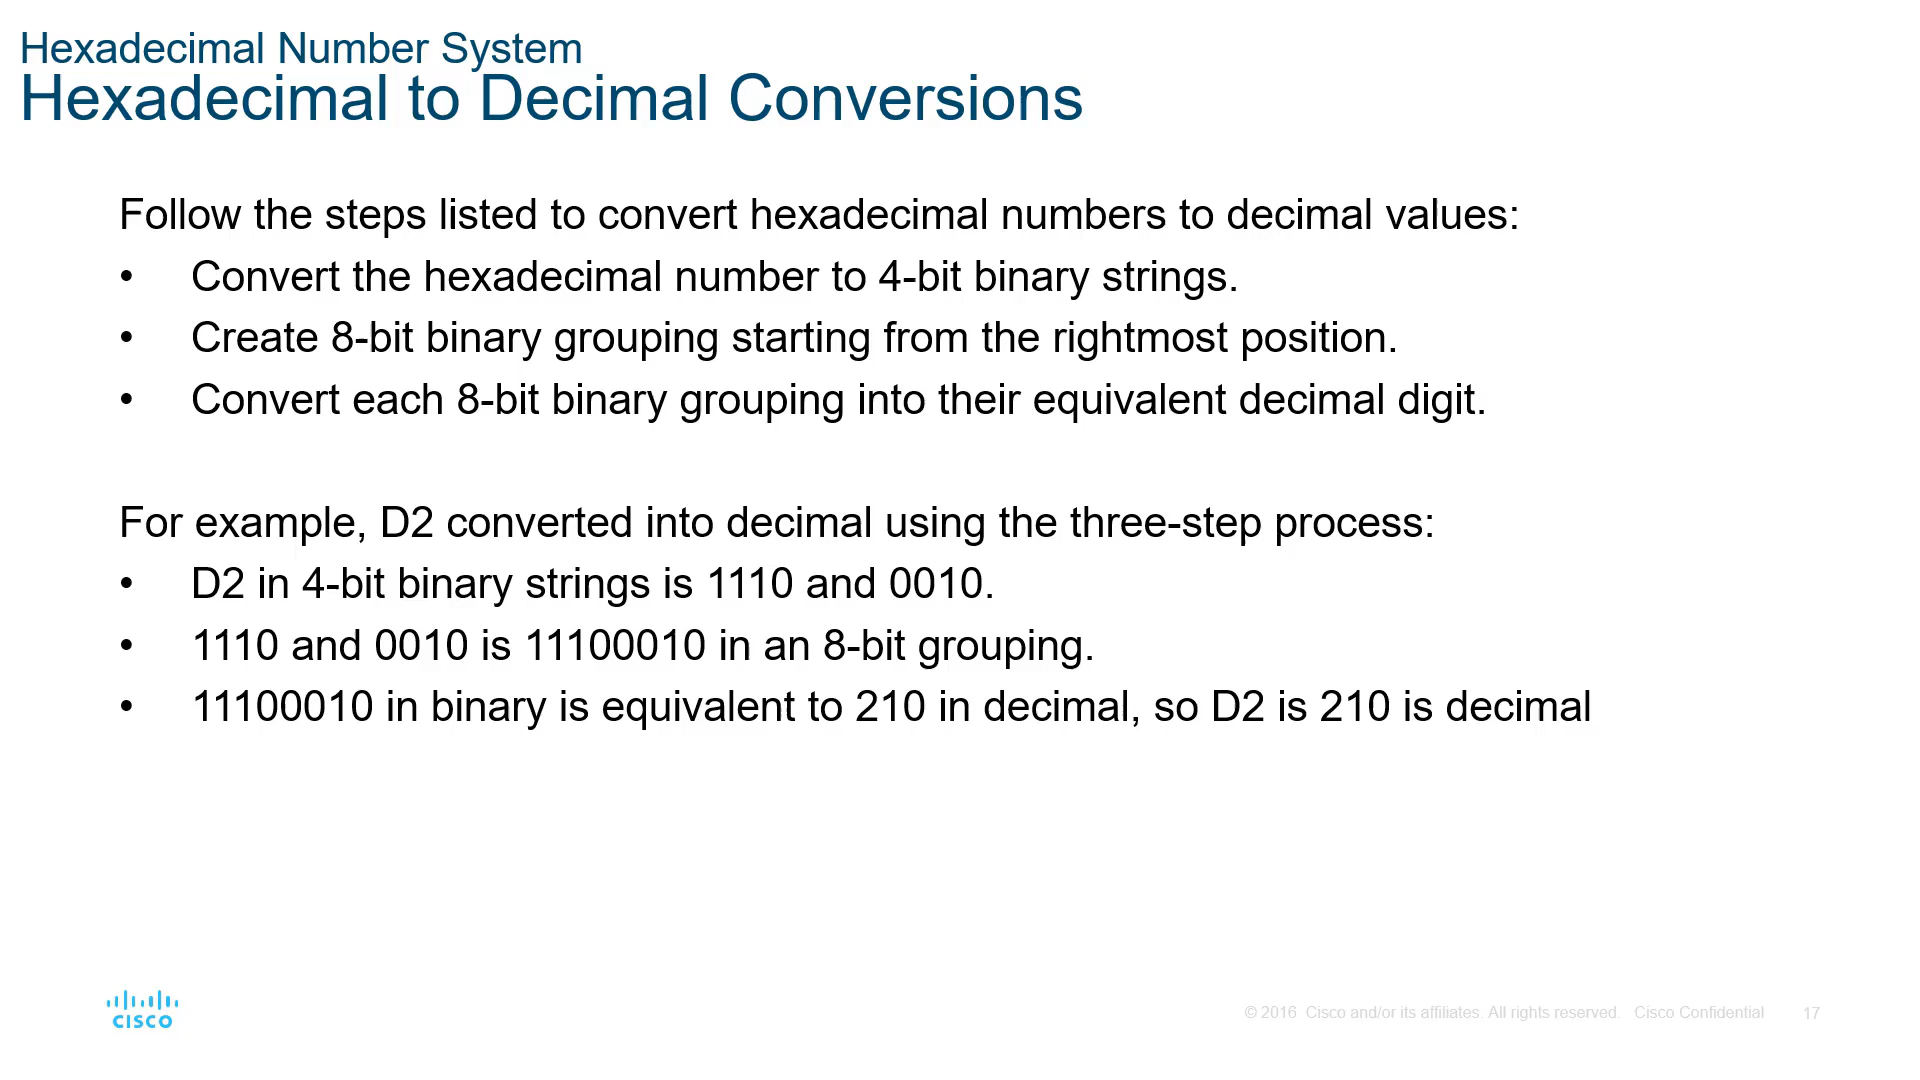 Hexadecimal Number System
Hexadecimal to Decimal Conversions
Follow the steps listed to convert hexadecimal numbers to decimal values:
• Convert the hexadecimal number to 4-bit binary strings.
• Create 8-bit binary grouping starting from the rightmost position.
• Convert each 8-bit binary grouping into their equivalent decimal digit.
For example, D2 converted into decimal using the three-step process:
• D2 in 4-bit binary strings is 1110 and 0010.
• 1110 and 0010 is 11100010 in an 8-bit grouping.
• 11100010 in binary is equivalent to 210 in decimal, so D2 is 210 is decimal
CISCO
© 2016 Cisco and/or its affiliates. All rights reserved. Cisco Confidential 17